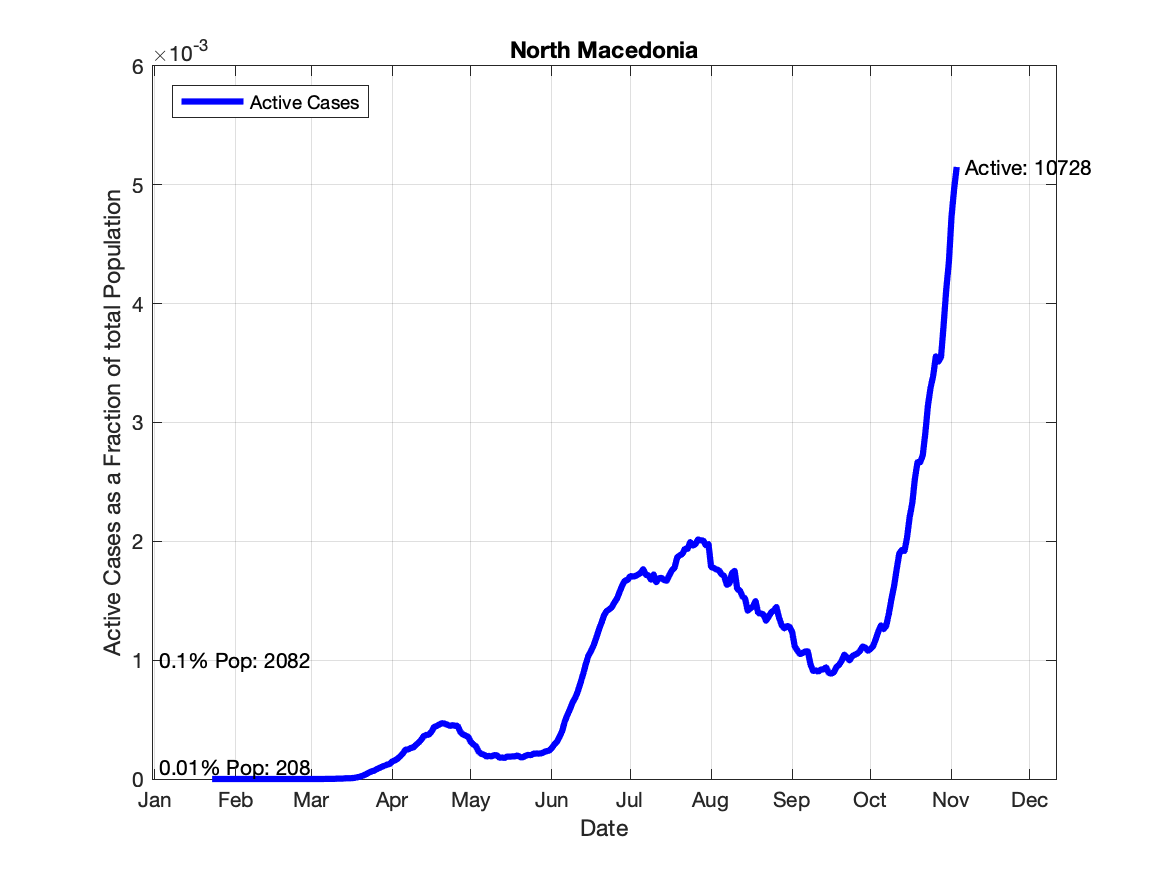 North Macedonia
×10-3
6
Active Cases
5
Active: 10728
4
3
2
1
0.1% Pop: 2082
0.01% Pop: 208
0
Active Cases as a Fraction of total Population
Jan Feb Mar Apr May Jun Jul Aug Sep Oct Nov Dec
Date